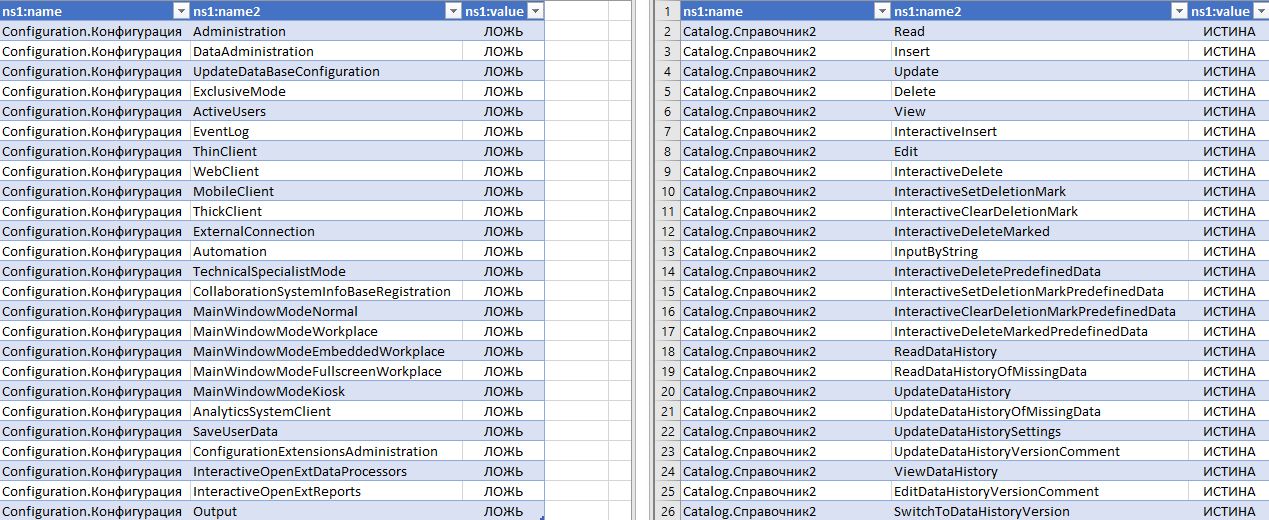 ns1:name ns1:name2 ns1:value
Configuration.Конфигурация Administration ЛОЖЬ
Configuration.Конфигурация DataAdministration ЛОЖЬ
Configuration.Конфигурация UpdateDataBaseConfiguration ЛОЖЬ
Configuration.Конфигурация ExclusiveMode ЛОЖЬ
Configuration.Конфигурация ActiveUsers ЛОЖЬ
Configuration.Конфигурация EventLog ЛОЖЬ
Configuration.Конфигурация ThinClient ЛОЖЬ
Configuration.Конфигурация WebClient ЛОЖЬ
Configuration.Конфигурация MobileClient ЛОЖЬ
Configuration.Конфигурация ThickClient ЛОЖЬ
Configuration.Конфигурация ExternalConnection ЛОЖЬ
Configuration.Конфигурация Automation ЛОЖЬ
Configuration.Конфигурация TechnicalSpecialistMode ЛОЖЬ
Configuration.Конфигурация CollaborationSystemInfoBaseRegistration ЛОЖЬ
Configuration.Конфигурация MainWindowModeNormal ЛОЖЬ
Configuration.Конфигурация MainWindowModeWorkplace ЛОЖЬ
Configuration.Конфигурация MainWindowModeEmbeddedWorkplace ЛОЖЬ
Configuration.Конфигурация MainWindowModeFullscreenWorkplace ЛОЖЬ
Configuration.Конфигурация MainWindowModeKiosk ЛОЖЬ
Configuration.Конфигурация AnalyticsSystemClient ЛОЖЬ
Configuration.Конфигурация SaveUserData ЛОЖЬ
Configuration.Конфигурация ConfigurationExtensionsAdministration ЛОЖЬ
Configuration.Конфигурация InteractiveOpenExtDataProcessors ЛОЖЬ
Configuration.Конфигурация InteractiveOpenExtReports ЛОЖЬ
Configuration.Конфигурация Output ЛОЖЬ
1 ns1:name ns1:name2 ns1:value
2 Catalog.Справочник2 Read ИСТИНА
3 Catalog.Справочник2 Insert ИСТИНА
4 Catalog.Справочник2 Update ИСТИНА
5 Catalog.Справочник2 Delete ИСТИНА
6 Catalog.Справочник2 View ИСТИНА
7 Catalog.Справочник2 InteractiveInsert ИСТИНА
8 Catalog.Справочник2 Edit ИСТИНА
9 Catalog.Справочник2 InteractiveDelete ИСТИНА
10 Catalog.Справочник2 InteractiveSetDeletionMark ИСТИНА
11 Catalog.Справочник2 InteractiveClearDeletionMark ИСТИНА
12 Catalog.Справочник2 InteractiveDeleteMarked ИСТИНА
13 Catalog.Справочник2 InputByString ИСТИНА
14 Catalog.Справочник2 InteractiveDeletePredefinedData ИСТИНА
15 Catalog.Справочник2 InteractiveSetDeletionMarkPredefinedData ИСТИНА
16 Catalog.Справочник2 InteractiveClearDeletionMarkPredefinedData ИСТИНА
17 Catalog.Справочник2 InteractiveDeleteMarkedPredefinedData ИСТИНА
18 Catalog.Справочник2 ReadDataHistory ИСТИНА
19 Catalog.Справочник2 ReadDataHistoryOfMissingData ИСТИНА
20 Catalog.Справочник2 UpdateDataHistory ИСТИНА
21 Catalog.Справочник2 UpdateDataHistoryOfMissingData ИСТИНА
22 Catalog.Справочник2 UpdateDataHistorySettings ИСТИНА
23 Catalog.Справочник2 UpdateDataHistoryVersionComment ИСТИНА
24 Catalog.Справочник2 ViewDataHistory ИСТИНА
25 Catalog.Справочник2 EditDataHistoryVersionComment ИСТИНА
26 Catalog.Справочник2 SwitchToDataHistoryVersion ИСТИНА